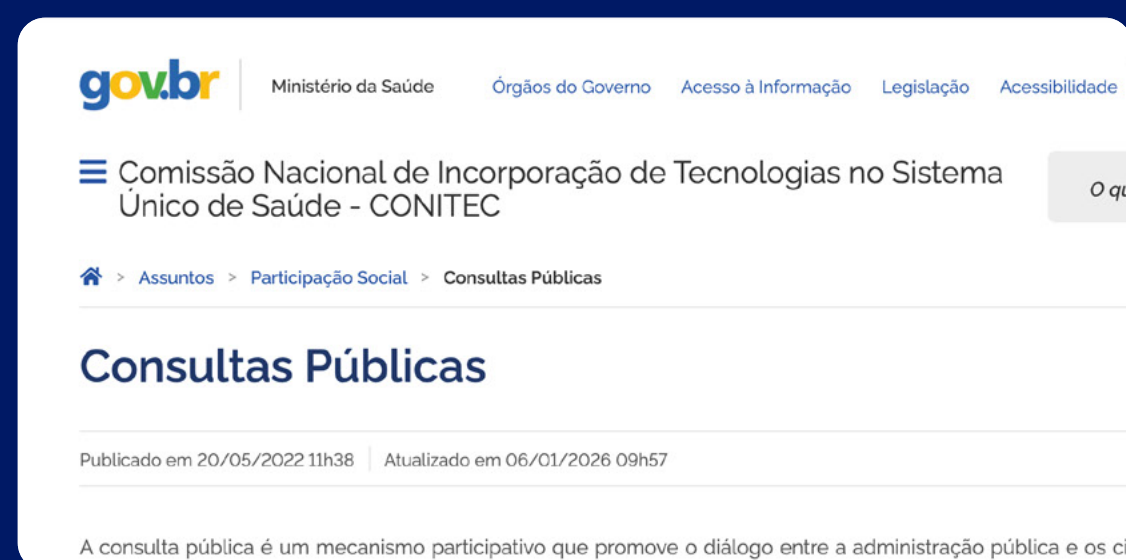 gov.br
Ministério da Saúde Órgãos do Governo Acesso à Informação Legislação Acessibilidade
Comissão Nacional de Incorporação de Tecnologias no Sistema
Único de Saúde - CONITEC
O
> Assuntos > Participação Social > Consultas Públicas
Consultas Públicas
Publicado em 20/05/2022 11h38 Atualizado em 06/01/2026 09h57
A consulta pública é um mecanismo participativo que promove o diálogo entre a administração pública e os